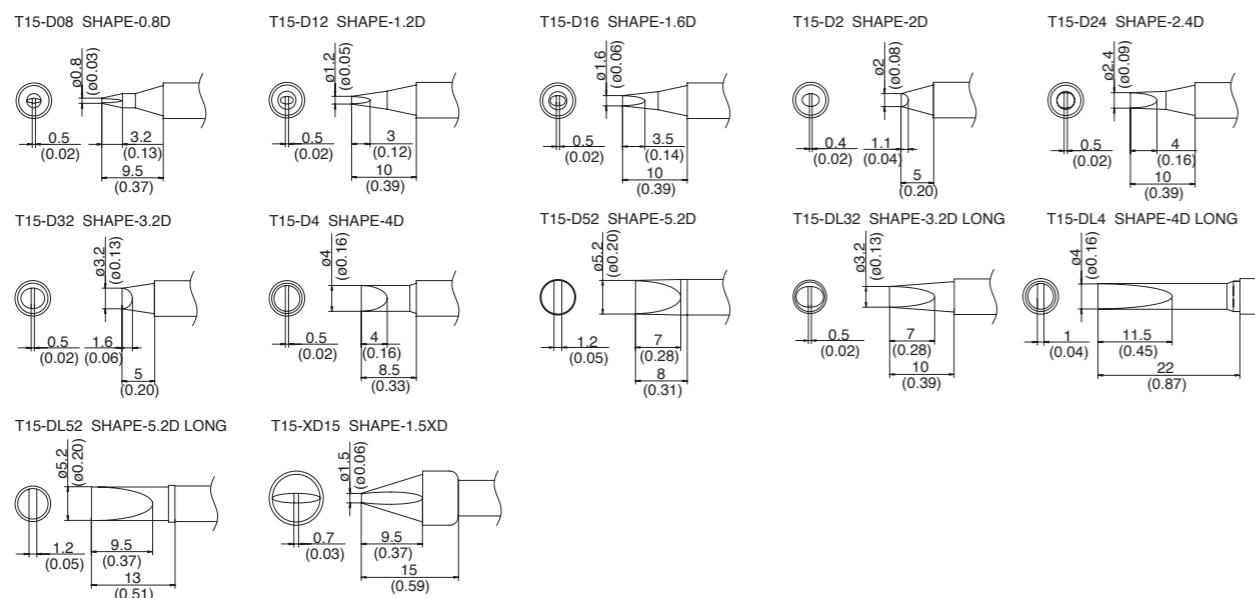 T15-D08 SHAPE-0.8D
ø0.8
(ø0.03)
0.5
(0.02)
3.2
(0.13)
9.5
(0.37)
T15-D12 SHAPE-1.2D
ø1.2
(ø0.05)
0.5
(0.02)
3
(0.12)
10
(0.39)
T15-D16 SHAPE-1.6D
ø1.6
(ø0.06)
0.5
(0.02)
3.5
(0.14)
10
(0.39)
T15-D2 SHAPE-2D
ø2
(ø0.08)
0.4
(0.02)
1.1
(0.04)
5
(0.20)
T15-D24 SHAPE-2.4D
ø2.4
(ø0.09)
0.5
(0.02)
4
(0.16)
10
(0.39)
T15-D32 SHAPE-3.2D
ø3.2
(ø0.13)
0.5
(0.02)
1.6
(0.06)
5
(0.20)
T15-D4 SHAPE-4D
ø4
(ø0.16)
0.5
(0.02)
4
(0.16)
8.5
(0.33)
T15-D52 SHAPE-5.2D
ø5.2
(ø0.20)
1.2
(0.05)
7
(0.28)
8
(0.31)
T15-DL32 SHAPE-3.2D LONG
ø3.2
(ø0.13)
0.5
(0.02)
7
(0.28)
10
(0.39)
T15-DL4 SHAPE-4D LONG
ø4
(ø0.16)
1
(0.04)
11.5
(0.45)
22
(0.87)
T15-DL52 SHAPE-5.2D LONG
ø5.2
(ø0.20)
1.2
(0.05)
9.5
(0.37)
13
(0.51)
T15-XD15 SHAPE-1.5XD
ø1.5
(ø0.06)
0.7
(0.03)
9.5
(0.37)
15
(0.59)